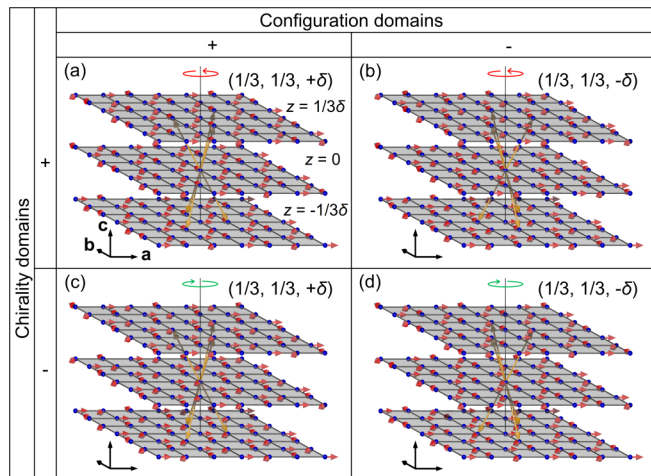 Configuration domains
+
-
Chirality domains
+
(a)
(1/3, 1/3, +δ)
z = 1/3δ
z = 0
z = -1/3δ
c
b
a
(b)
(1/3, 1/3, -δ)
-
(c)
(1/3, 1/3, +δ)
(d)
(1/3, 1/3, -δ)